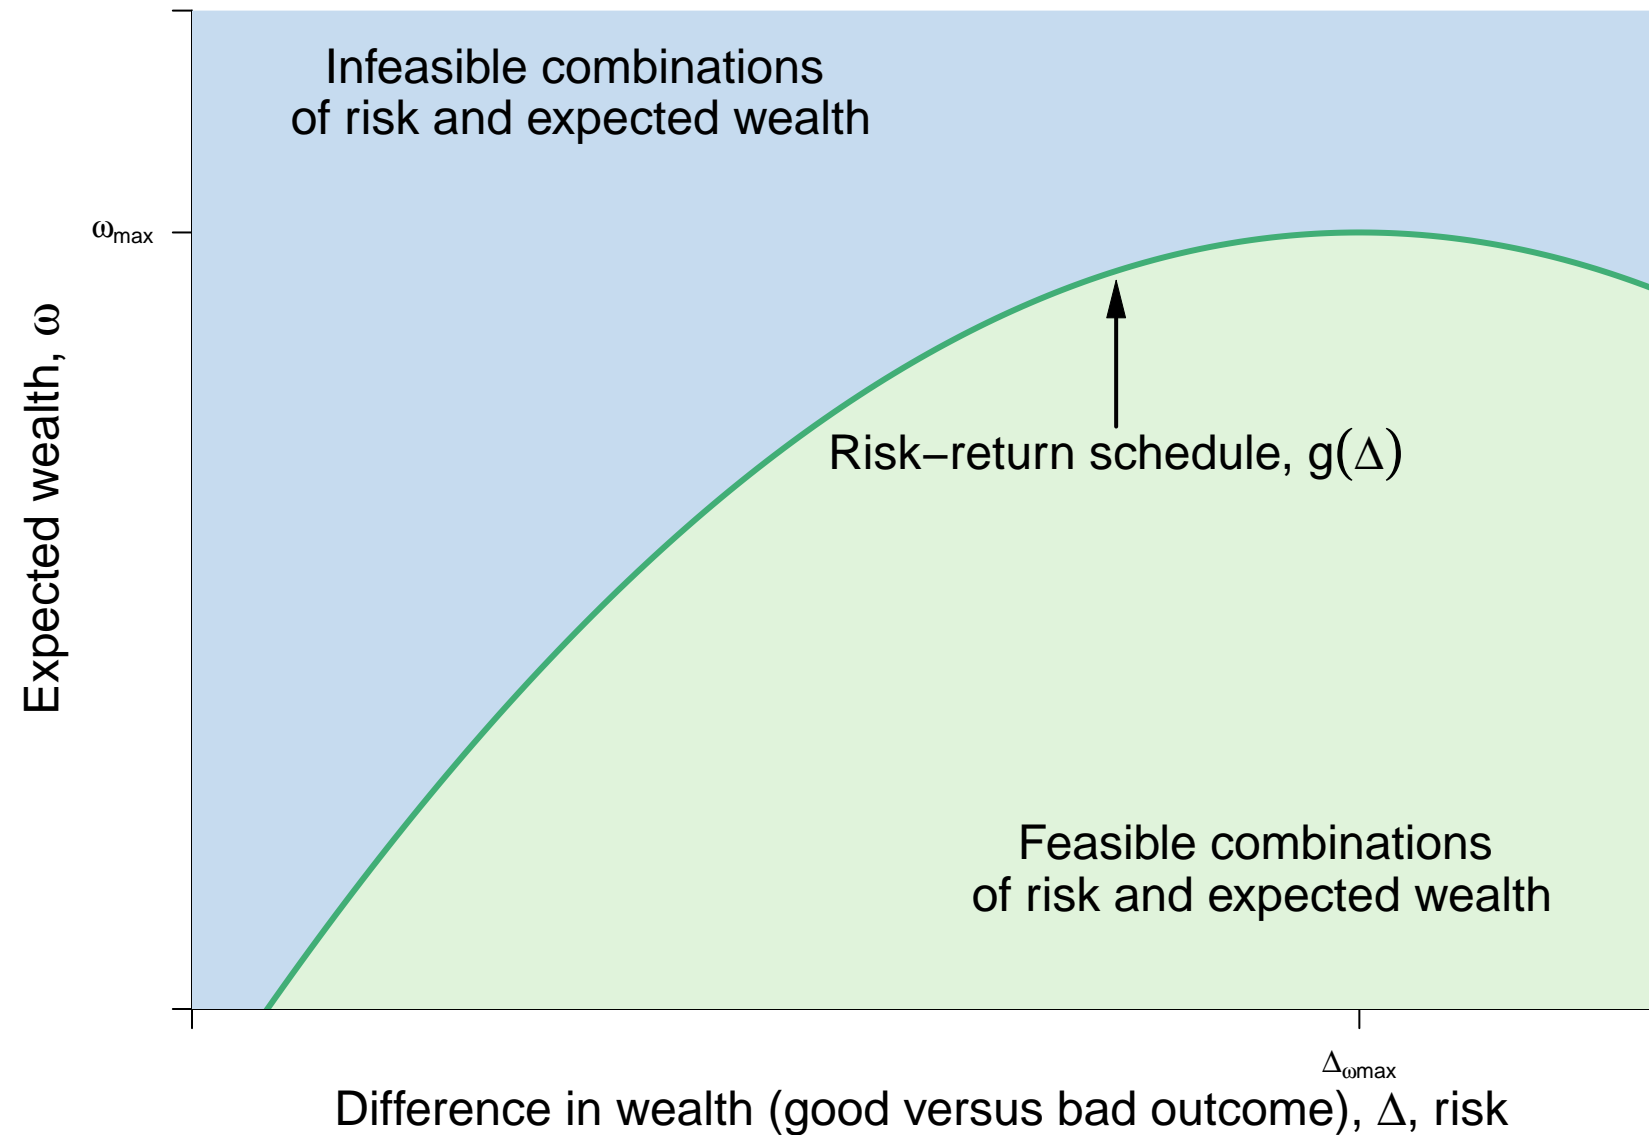 Infeasible combinations
of risk and expected wealth
ωmax
Expected wealth, ω
Risk−return schedule, g(Δ)
Feasible combinations
of risk and expected wealth
Δωmax
Difference in wealth (good versus bad outcome), Δ, risk